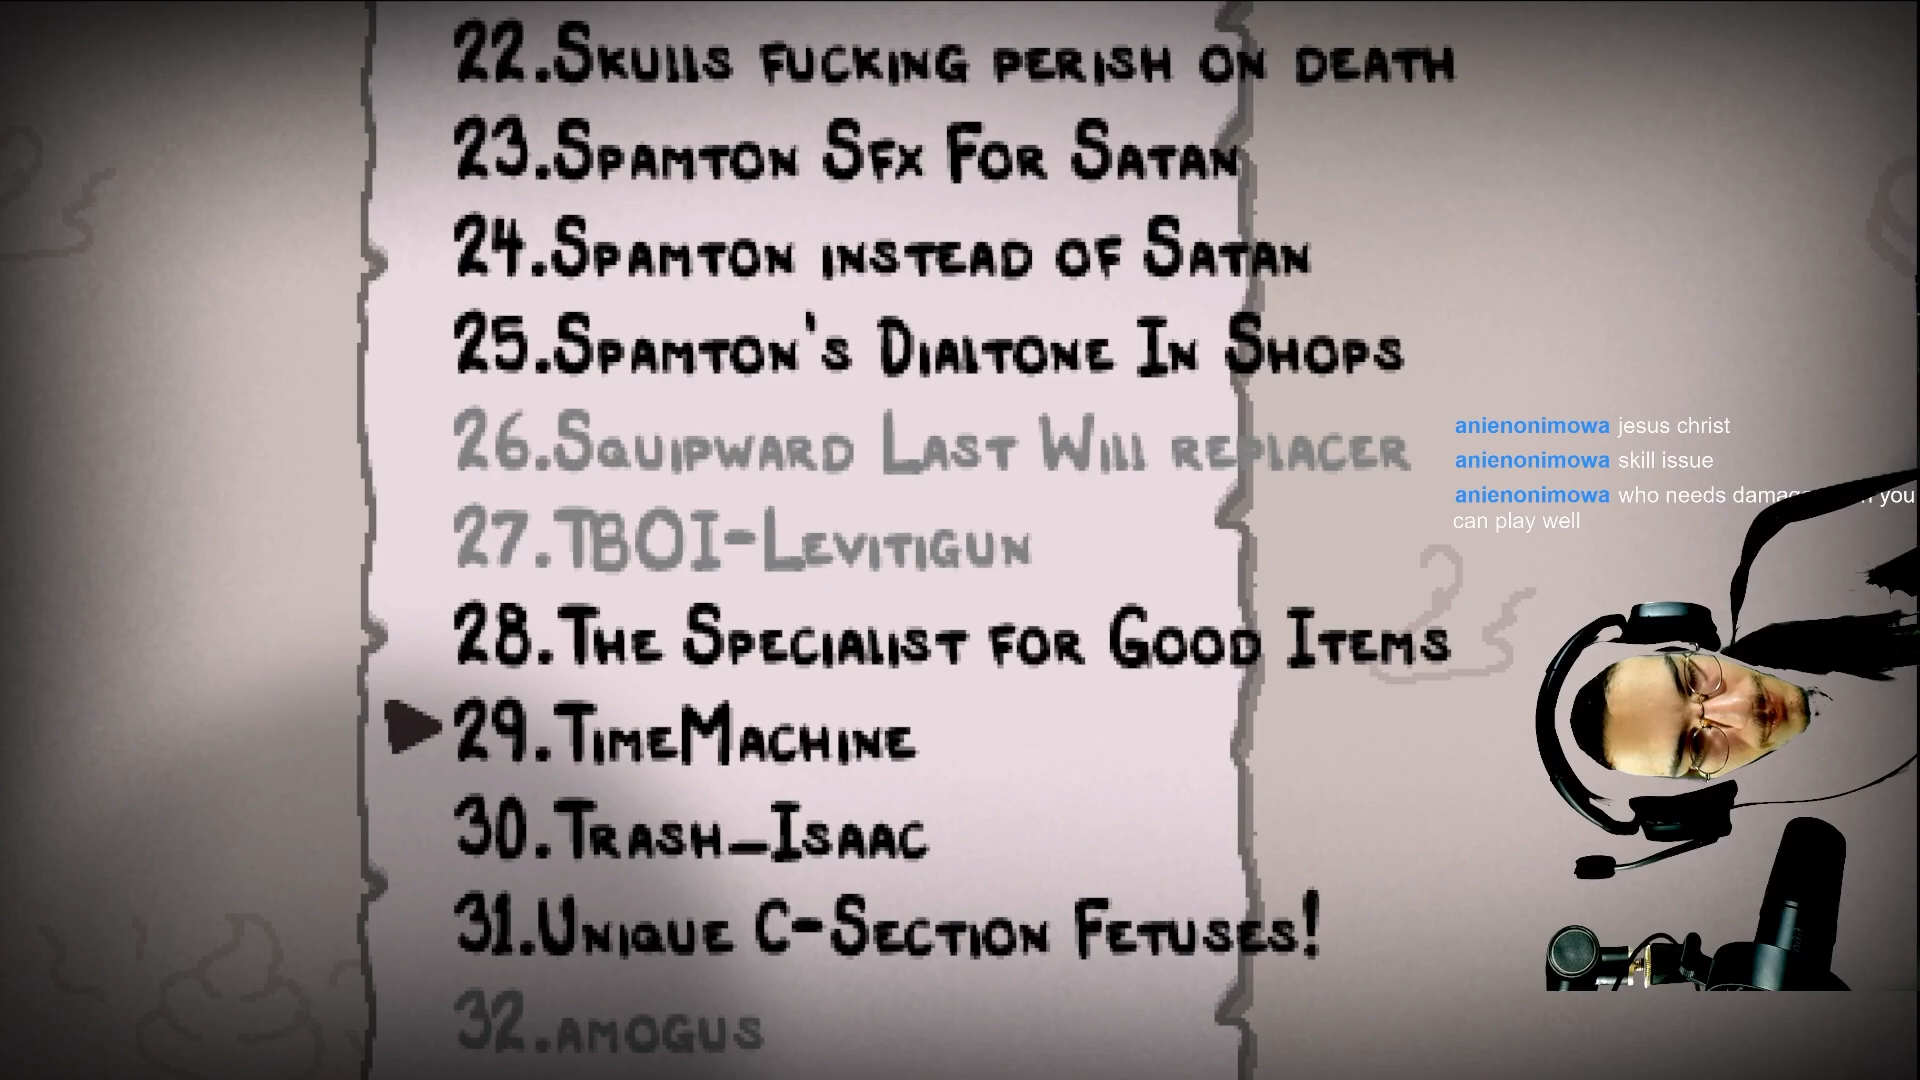 22.Skulls fucking perish on death
23.Spamton Sfx For Satan
24.Spamton instead of Satan
25.Spamton's Dialtone In Shops
26.Squipward Last Will replacer
27.TBOI-Levitigun
28.The Specialist for Good Items
29.TimeMachine
30.Trash_Isaac
31.Unique C-Section Fetuses!
32.amogus
anienonimowa jesus christ
anienonimowa skill issue
anienonimowa who needs you
can play well